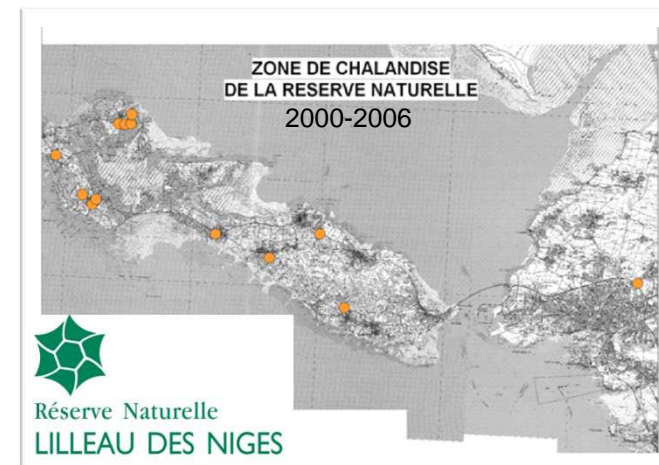 ZONE DE CHALANDISE
DE LA RESERVE NATURELLE
2000-2006
Réserve Naturelle
LILLEAU DES NIGES